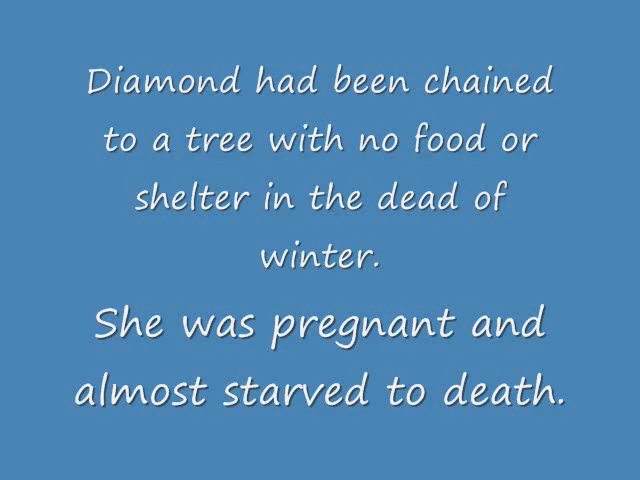 Diamond had been chained
to a tree with no food or
shelter in the dead of
winter.
She was pregnant and
almost starved to death.